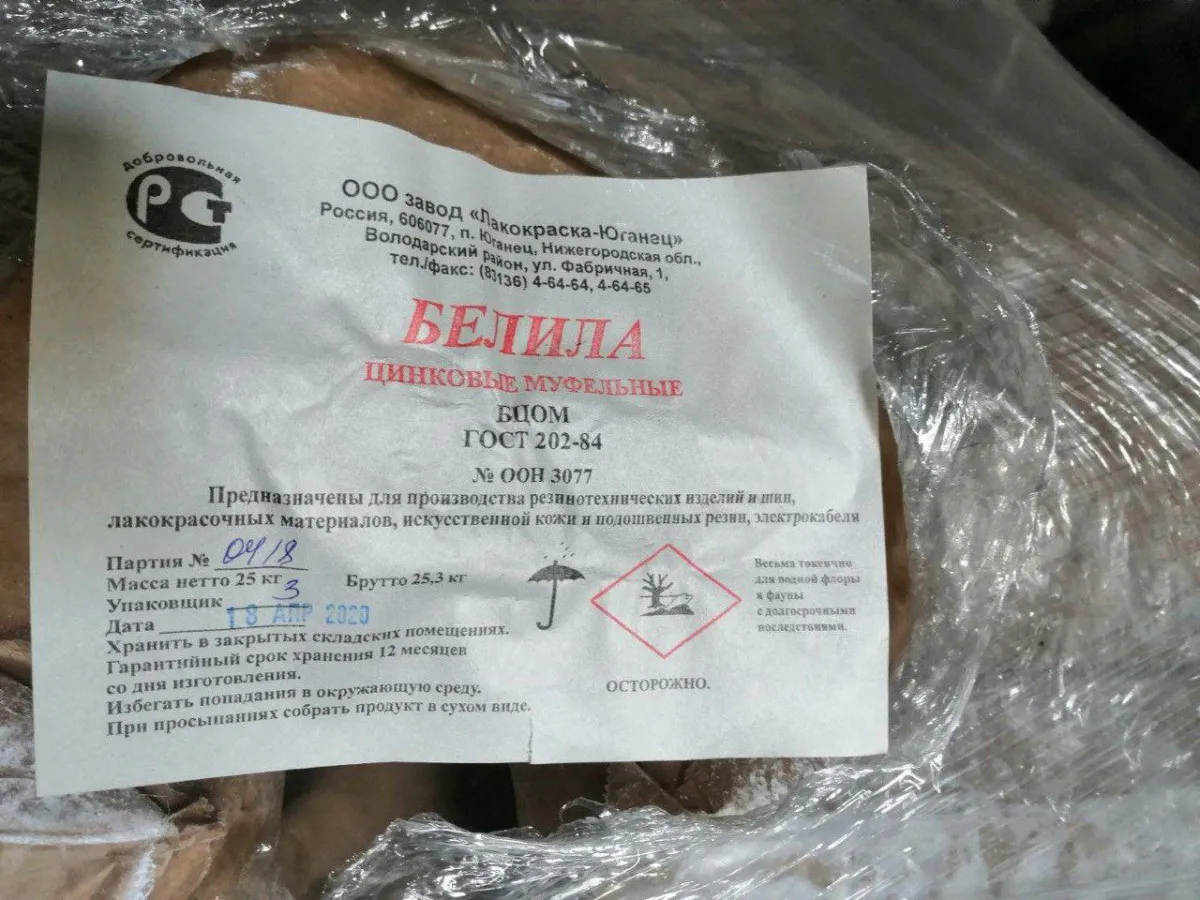 добровольная
РСТ
сертификация
ООО завод «Лакокраска-Юганец»
Россия, 606077, п. Юганец, Нижегородская обл.,
Володарский район, ул. Фабричная, 1,
тел./факс: (83136) 4-64-64, 4-64-65
БЕЛИЛА
ЦИНКОВЫЕ МУФЕЛЬНЫЕ
БЦОМ
ГОСТ 202-84
№ ООН 3077
Предназначены для производства резинотехнических изделий и шин,
лакокрасочных материалов, искусственной кожи и подошвенных резин, электрокабеля
Партия № 04/8
Масса нетто 25 кг Брутто 25,3 кг
Упаковщик 3
Дата 18 АПР 2020
Хранить в закрытых складских помещениях.
Гарантийный срок хранения 12 месяцев
со дня изготовления.
Избегать попадания в окружающую среду.
При просыпаниях собрать продукт в сухом виде.
Весьма токсично
для водной флоры
и фауны
с долгосрочными
последствиями.
ОСТОРОЖНО.